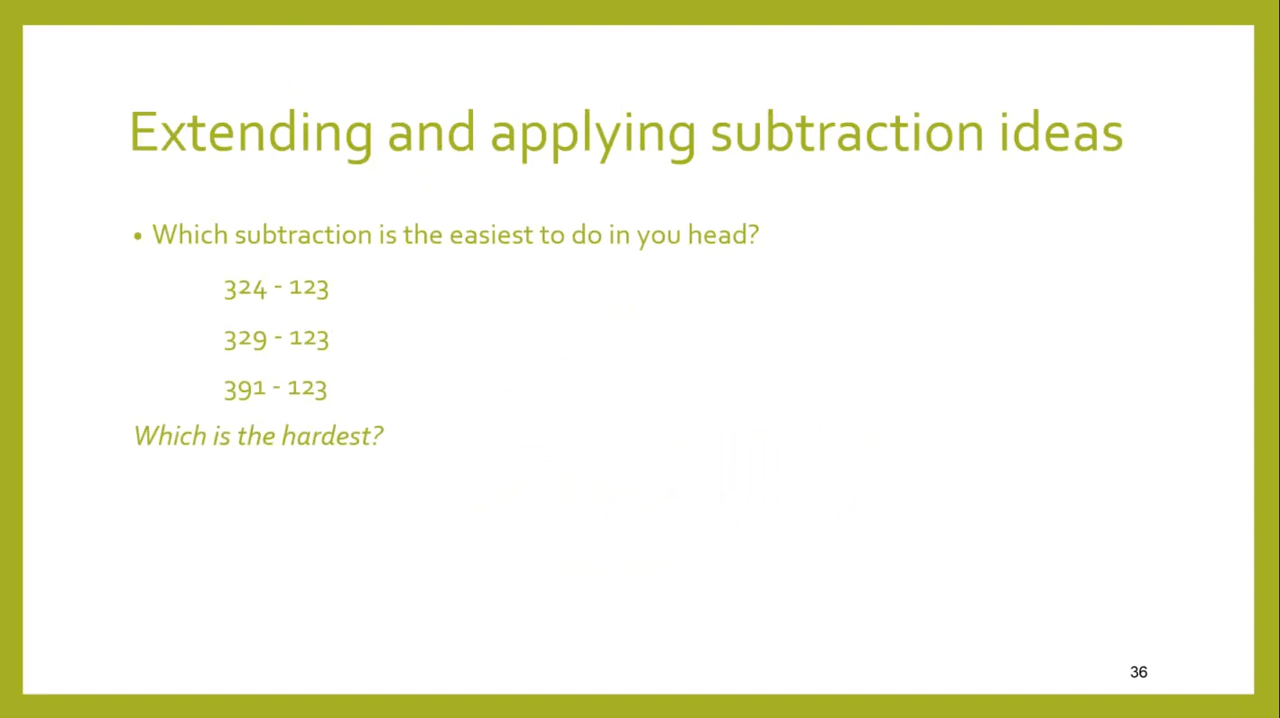 Extending and applying subtraction ideas
• Which subtraction is the easiest to do in you head?
324 - 123
329 - 123
391 - 123
Which is the hardest?
36